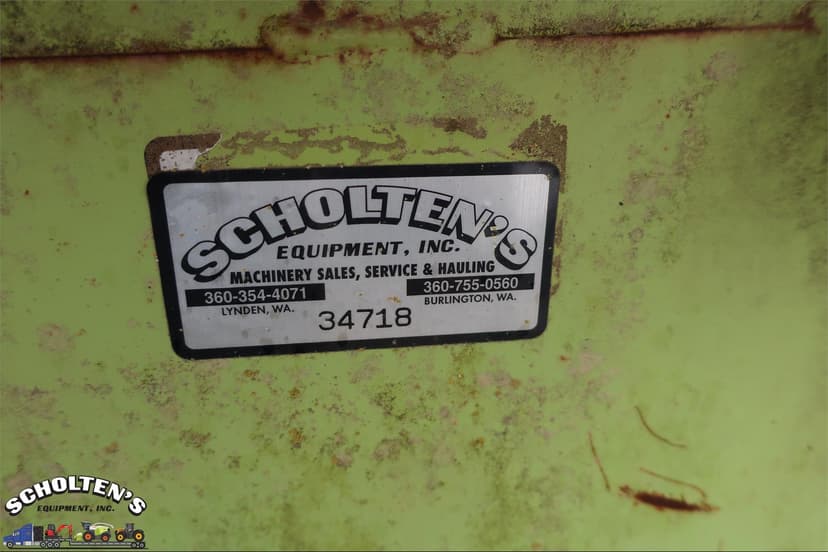 SCHOLTEN'S
EQUIPMENT, INC.
MACHINERY SALES, SERVICE & HAULING
360-354-4071 360-755-0560
LYNDEN, WA. BURLINGTON, WA.
34718
SCHOLTEN'S
EQUIPMENT, INC.